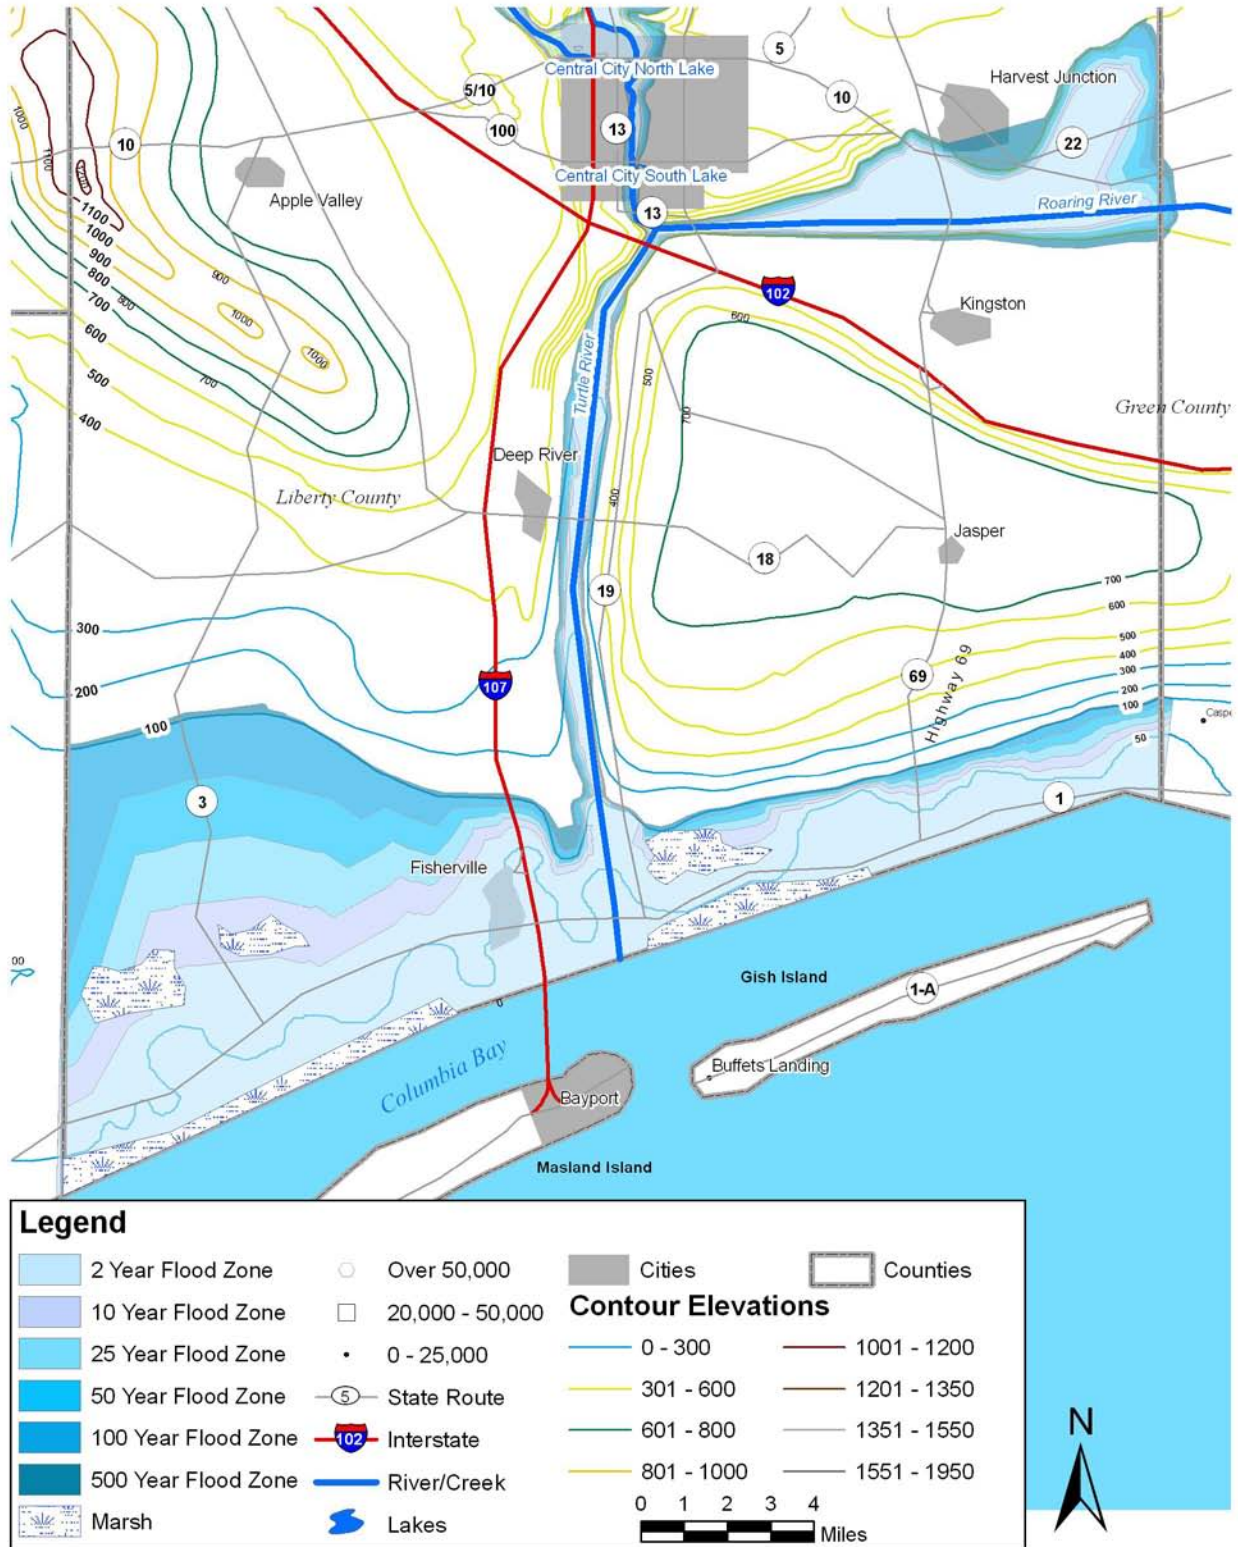 5
Central City North Lake
Harvest Junction
5/10
10
1000
100
13
10
22
1100
1200
Apple Valley
Central City South Lake
Roaring River
13
1100
1000
900
800
700
600
500
400
900
800
1000
1000
700
102
Kingston
600
Turtle River
500
700
Green County
Deep River
Liberty County
400
Jasper
18
19
700
600
500
400
300
200
100
50
300
200
100
107
69
Highway 69
Caspe
3
1
Fisherville
00
0
Gish Island
1-A
Columbia Bay
Buffets Landing
Bayport
Masland Island
Legend
2 Year Flood Zone
10 Year Flood Zone
25 Year Flood Zone
50 Year Flood Zone
100 Year Flood Zone
500 Year Flood Zone
Marsh
Over 50,000
20,000 - 50,000
0 - 25,000
5 State Route
102 Interstate
River/Creek
Lakes
Cities
Counties
Contour Elevations
0 - 300
301 - 600
601 - 800
801 - 1000
1001 - 1200
1201 - 1350
1351 - 1550
1551 - 1950
0 1 2 3 4
Miles
N